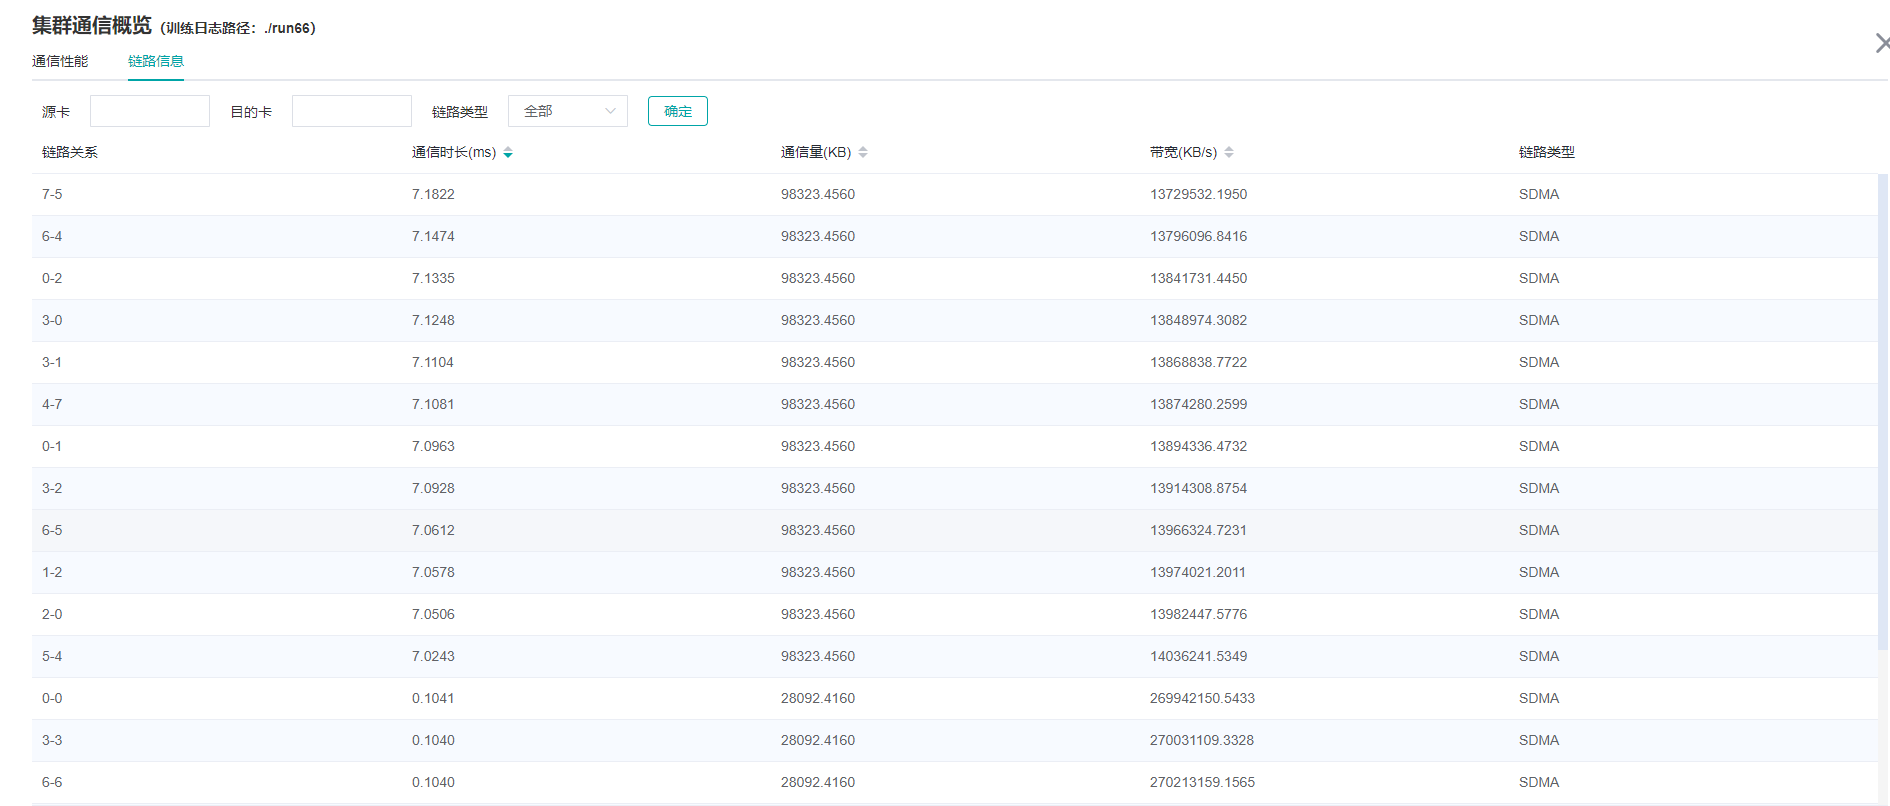 集群通信概览（训练日志路径：./run66）
通信性能 链路信息
源卡 目的卡 链路类型 全部 确定
链路关系 通信时长(ms) 通信量(KB) 带宽(KB/s) 链路类型
7-5 7.1822 98323.4560 13729532.1950 SDMA
6-4 7.1474 98323.4560 13796096.8416 SDMA
0-2 7.1335 98323.4560 13841731.4450 SDMA
3-0 7.1248 98323.4560 13848974.3082 SDMA
3-1 7.1104 98323.4560 13868838.7722 SDMA
4-7 7.1081 98323.4560 13874280.2599 SDMA
0-1 7.0963 98323.4560 13894336.4732 SDMA
3-2 7.0928 98323.4560 13914308.8754 SDMA
6-5 7.0612 98323.4560 13966324.7231 SDMA
1-2 7.0578 98323.4560 13974021.2011 SDMA
2-0 7.0506 98323.4560 13982447.5776 SDMA
5-4 7.0243 98323.4560 14036241.5349 SDMA
0-0 0.1041 28092.4160 269942150.5433 SDMA
3-3 0.1040 28092.4160 270031109.3328 SDMA
6-6 0.1040 28092.4160 270213159.1565 SDMA